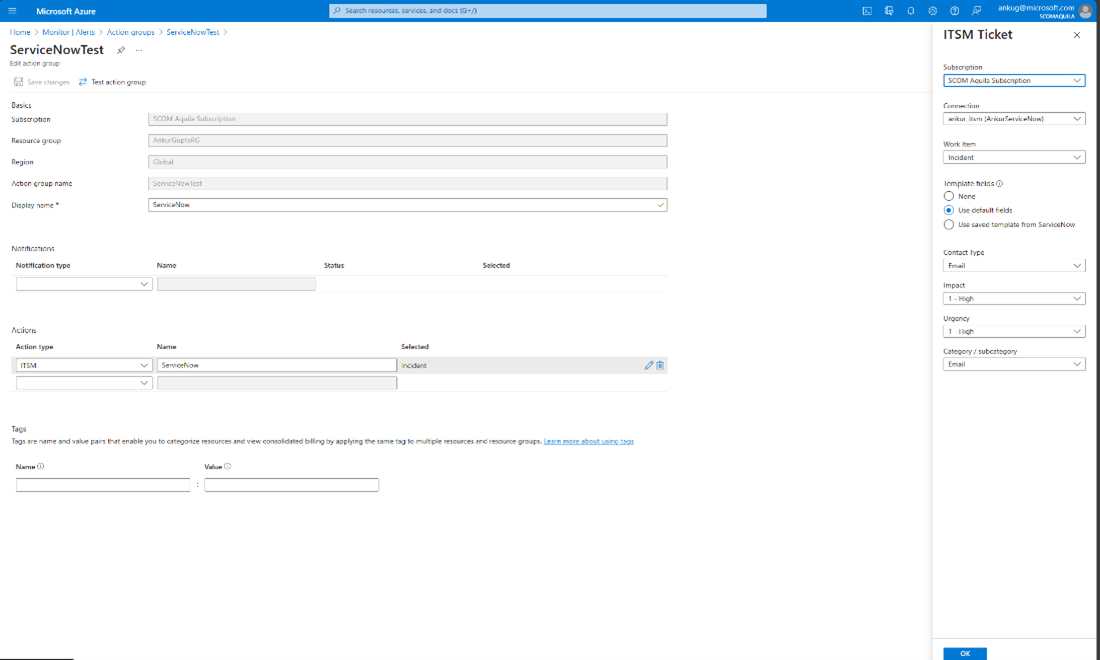 Microsoft Azure
Search resources, services, and docs (G+/)
ankug@microsoft.com
SCOMAQUILA
Home > Monitor | Alerts > Action groups > ServiceNowTest >
ServiceNowTest
Edit action group
Save changes
Test action group
Basics
Subscription
SCOM Aquila Subscription
Resource group
AnkurGuptaRG
Region
Global
Action group name
ServiceNowTest
Display name *
ServiceNow
Notifications
Notification type
Name
Status
Selected
Actions
Action type
Name
Selected
ITSM
ServiceNow
Incident
Tags
Tags are name and value pairs that enable you to categorize resources and view consolidated billing by applying the same tag to multiple resources and resource groups. Learn more about using tags
Name
Value
:
ITSM Ticket
Subscription
SCOM Aquila Subscription
Connection
ankur_itsm (AnkurServiceNow)
Work Item
Incident
Template fields
None
Use default fields
Use saved template from ServiceNow
Contact Type
Email
Impact
1 - High
Urgency
1 - High
Category / subcategory
Email
OK